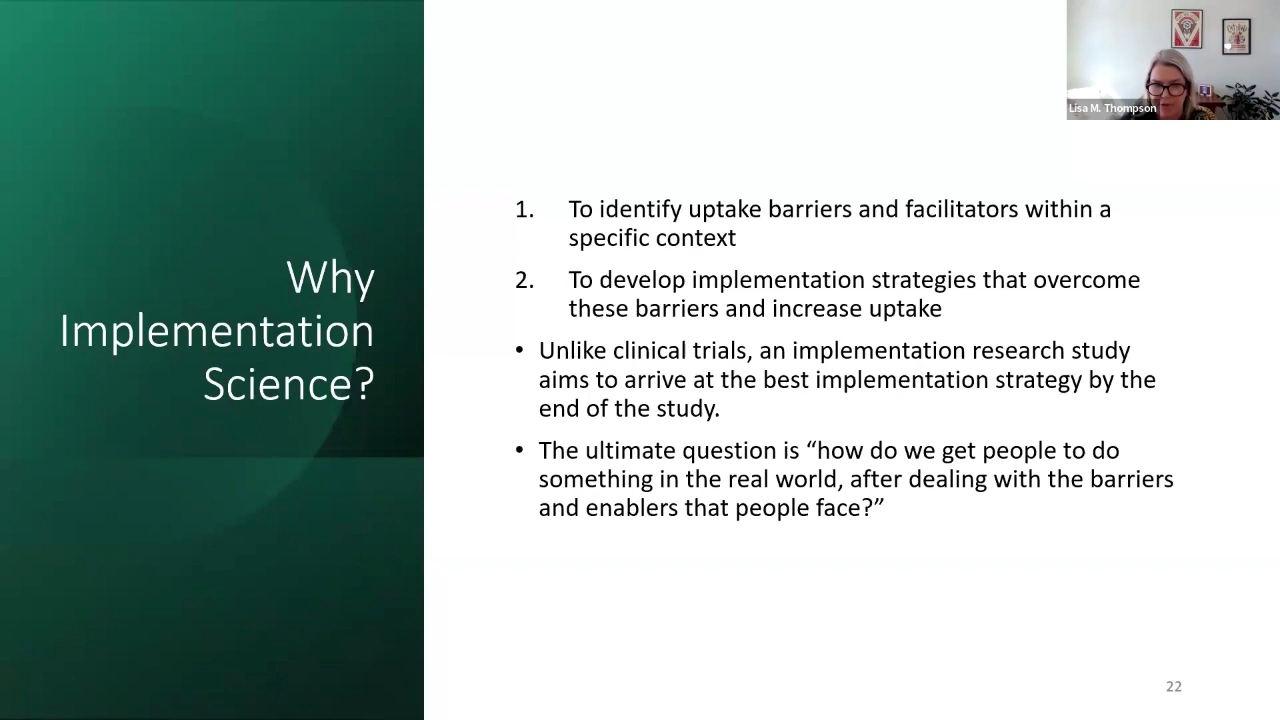 Lisa M. Thompson
Why
Implementation
Science?
1. To identify uptake barriers and facilitators within a
specific context
2. To develop implementation strategies that overcome
these barriers and increase uptake
• Unlike clinical trials, an implementation research study
aims to arrive at the best implementation strategy by the
end of the study.
• The ultimate question is “how do we get people to do
something in the real world, after dealing with the barriers
and enablers that people face?”
22